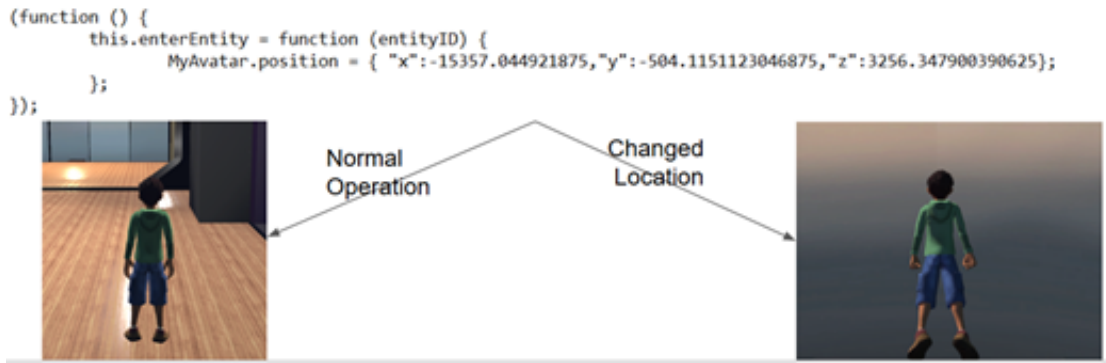 (function () {
this.enterEntity = function (entityID) {
MyAvatar.position = { "x":-15357.044921875,"y":-504.1151123046875,"z":3256.347900390625};
};
});
Normal
Operation
Changed
Location